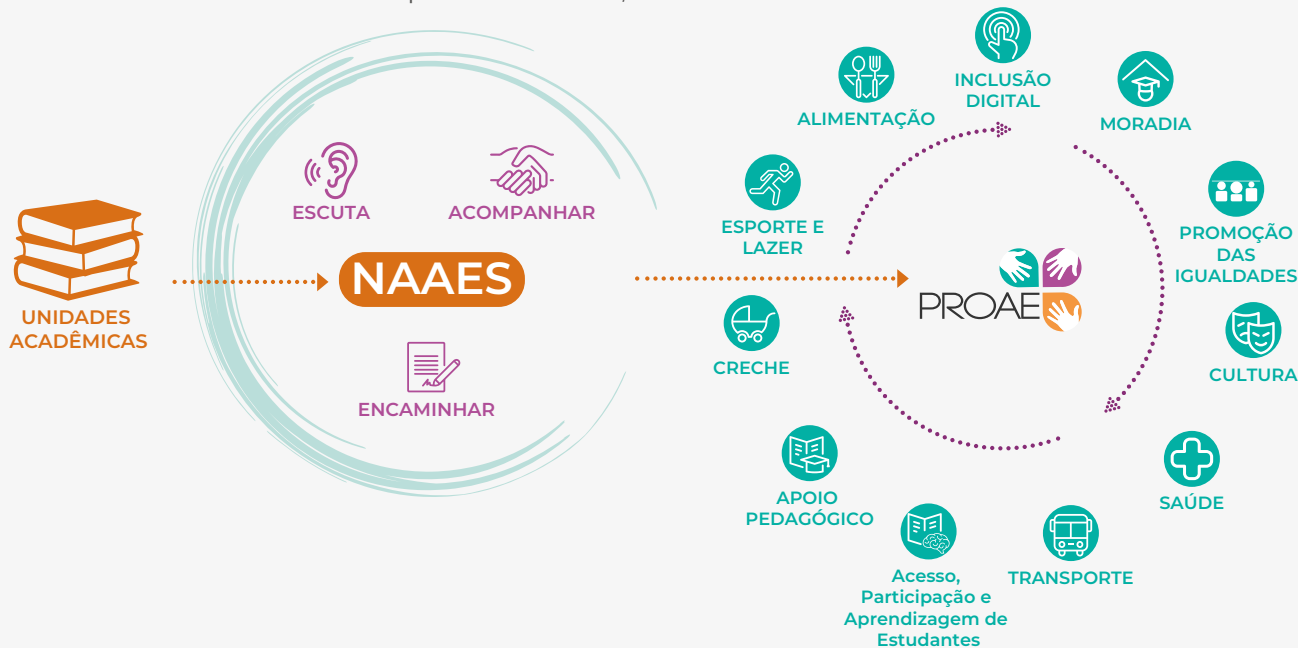 UNIDADES
ACADÊMICAS
ESCUTA
ACOMPANHAR
NAAES
ENCAMINHAR
PROAE
INCLUSÃO
DIGITAL
MORADIA
PROMOÇÃO
DAS
IGUALDADES
CULTURA
SAÚDE
TRANSPORTE
Acesso,
Participação e
Aprendizagem de
Estudantes
APOIO
PEDAGÓGICO
CRECHE
ESPORTE E
LAZER
ALIMENTAÇÃO